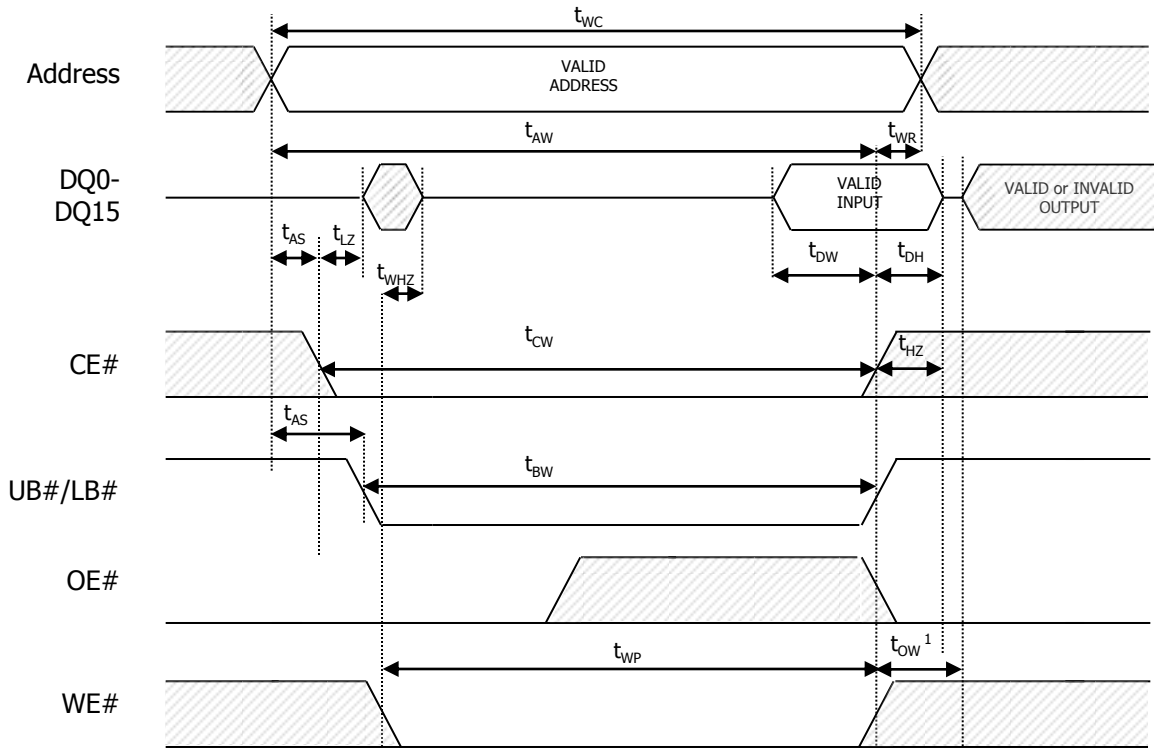 tWC
Address
VALID
ADDRESS
tAW
tWR
DQ0-
DQ15
VALID
INPUT
VALID or INVALID
OUTPUT
tAS
tLZ
tDW
tDH
tWHZ
CE#
tCW
tHZ
tAS
UB#/LB#
tBW
OE#
tWP
tOW 1
WE#